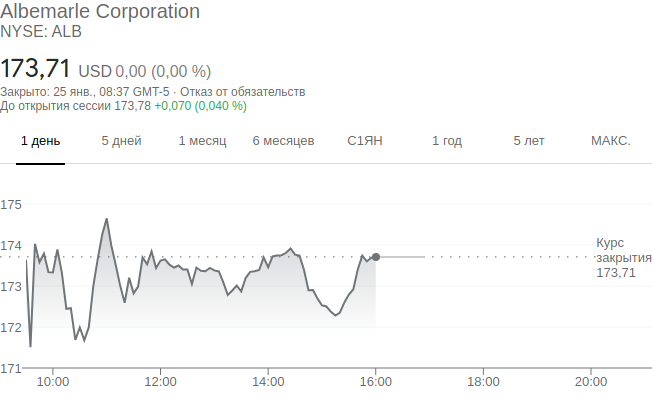 Albemarle Corporation
NYSE: ALB
173,71 USD 0,00 (0,00 %)
Закрыто: 25 янв., 08:37 GMT-5 · Отказ от обязательств
До открытия сессии 173,78 +0,070 (0,040 %)
1 день 5 дней 1 месяц 6 месяцев С1ЯН 1 год 5 лет МАКС.
175
174
Курс
закрытия
173,71
173
172
171
10:00 12:00 14:00 16:00 18:00 20:00